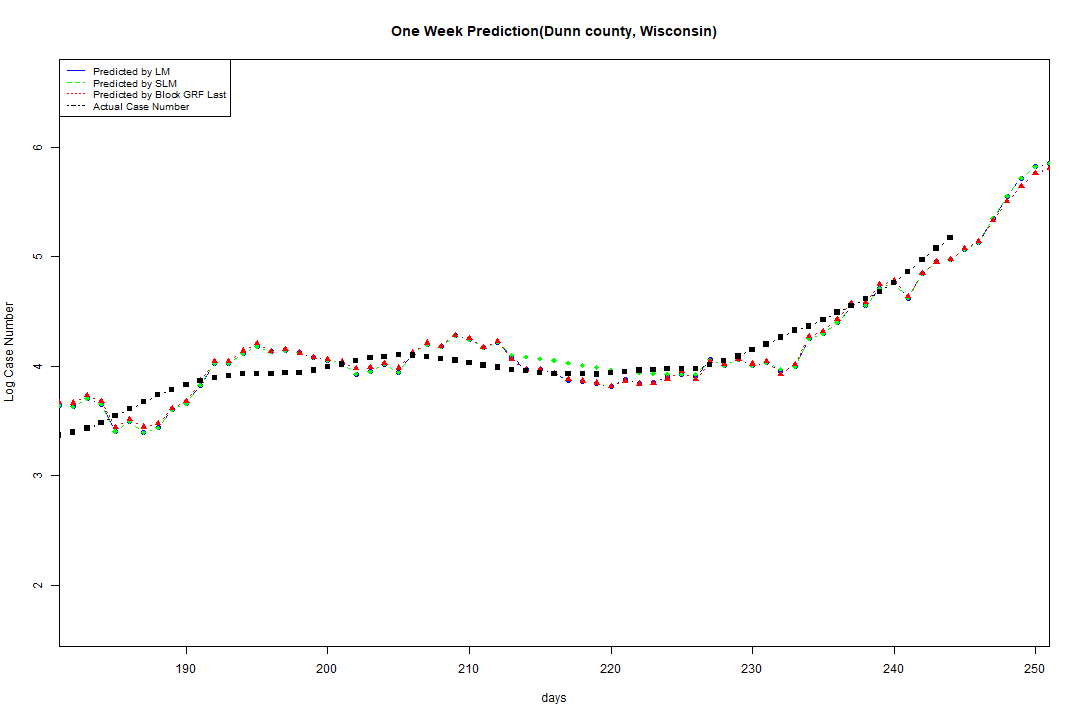 One Week Prediction(Dunn county, Wisconsin)
Predicted by LM
Predicted by SLM
Predicted by Block GRF Last
Actual Case Number
6
5
4
3
2
Log Case Number
190 200 210 220 230 240 250
days